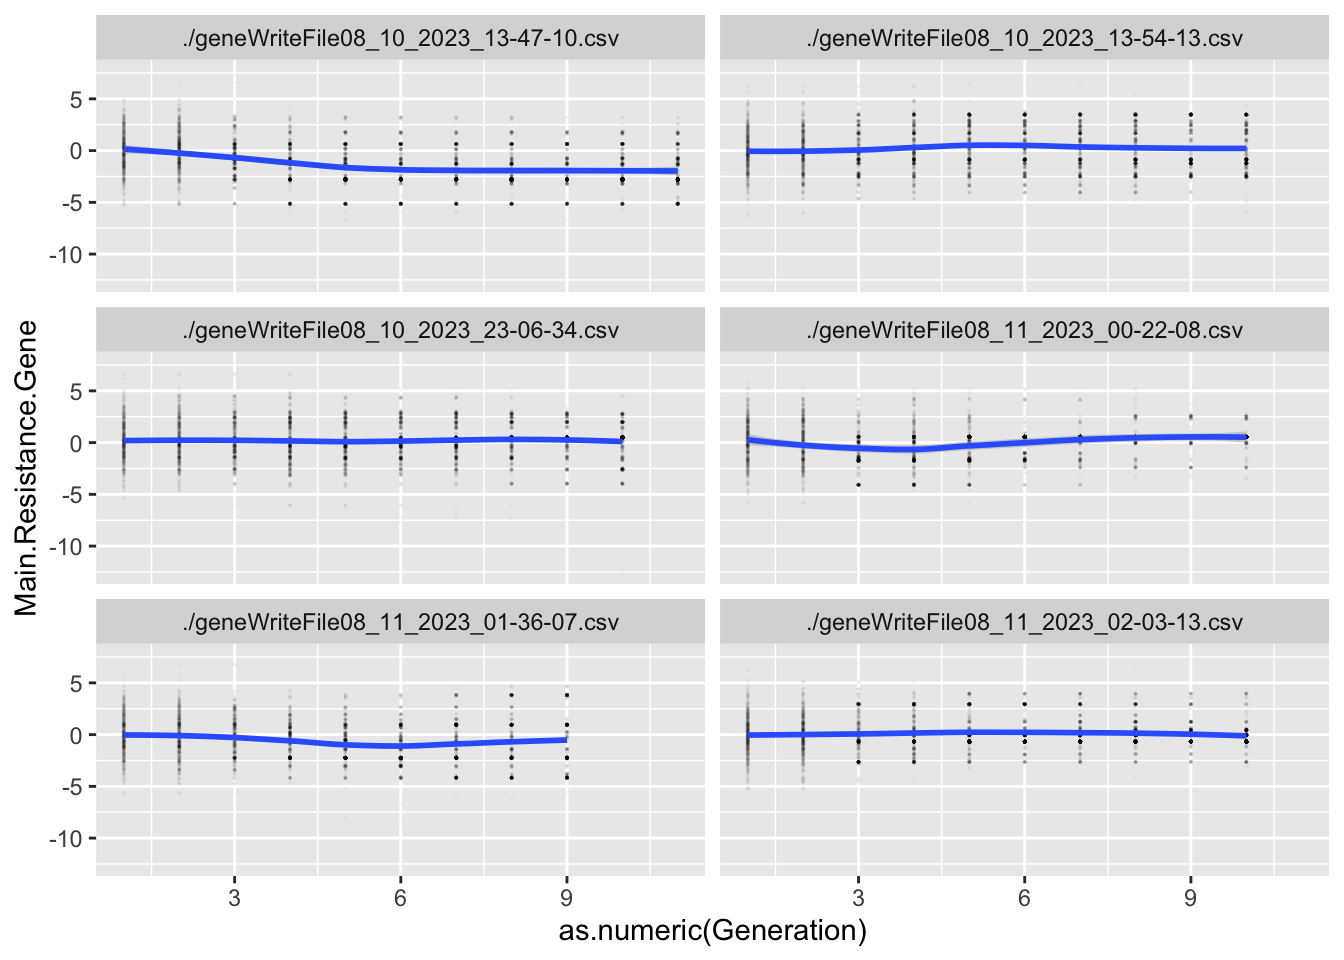 ./geneWriteFile08_10_2023_13-47-10.csv
./geneWriteFile08_10_2023_13-54-13.csv
5
0
-5
-10
./geneWriteFile08_10_2023_23-06-34.csv
./geneWriteFile08_11_2023_00-22-08.csv
5
0
-5
-10
./geneWriteFile08_11_2023_01-36-07.csv
./geneWriteFile08_11_2023_02-03-13.csv
5
0
-5
-10
3
6
9
3
6
9
Main.Resistance.Gene
as.numeric(Generation)